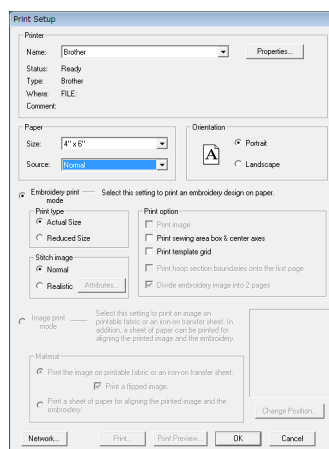 Print Setup
Printer
Name: Brother Properties...
Status: Ready
Type: Brother
Where: FILE:
Comment:
Paper Orientation
Size: 4" x 6" Portrait
Source: Normal A Landscape
Embroidery print mode Select this setting to print an embroidery design on paper.
Print type Print option
Actual Size Print image
Reduced Size Print sewing area box & center axes
Print template grid
Stitch image
Normal Print hoop section boundaries onto the first page
Realistic Attributes... Divide embroidery image into 2 pages
Image print mode Select this setting to print an image on
printable fabric or an iron-on transfer sheet. In
addition, a sheet of paper can be printed for
aligning the printed image and the embroidery.
Material
Print the image on printable fabric or an iron-on transfer sheet.
Print a flipped image.
Print a sheet of paper for aligning the printed image and the
embroidery.
Change Position...
Network... Print... Print Preview... OK Cancel